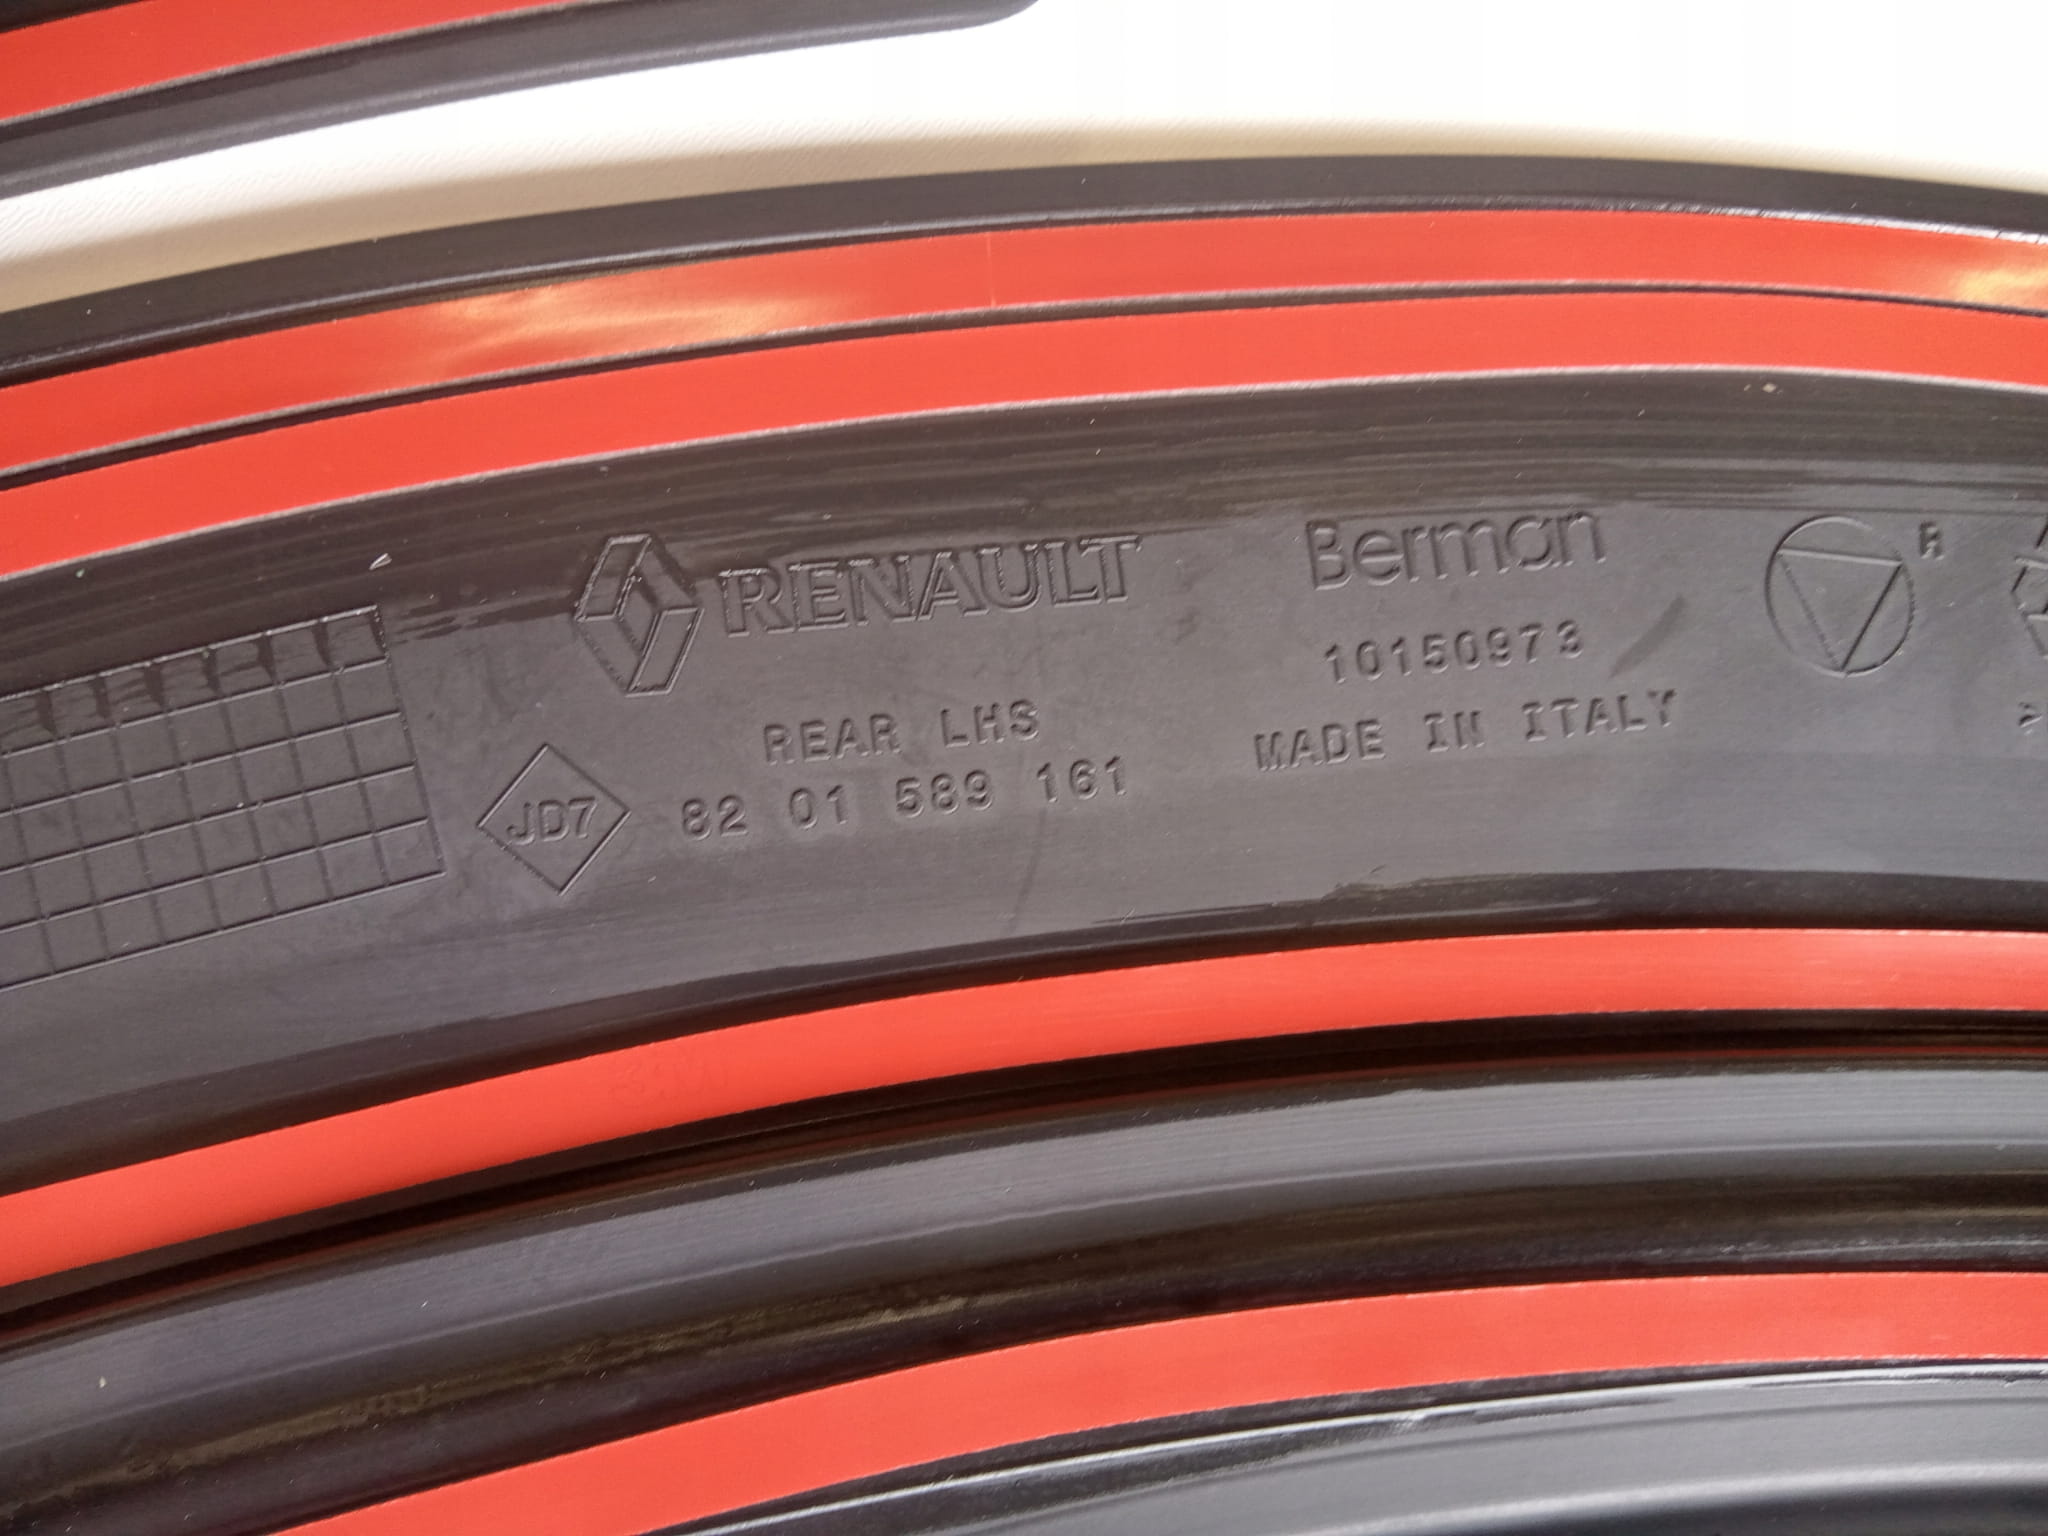 RENAULT
REAR LHS
JD7
82 01 589 161
Berman
10150973
MADE IN ITALY
R